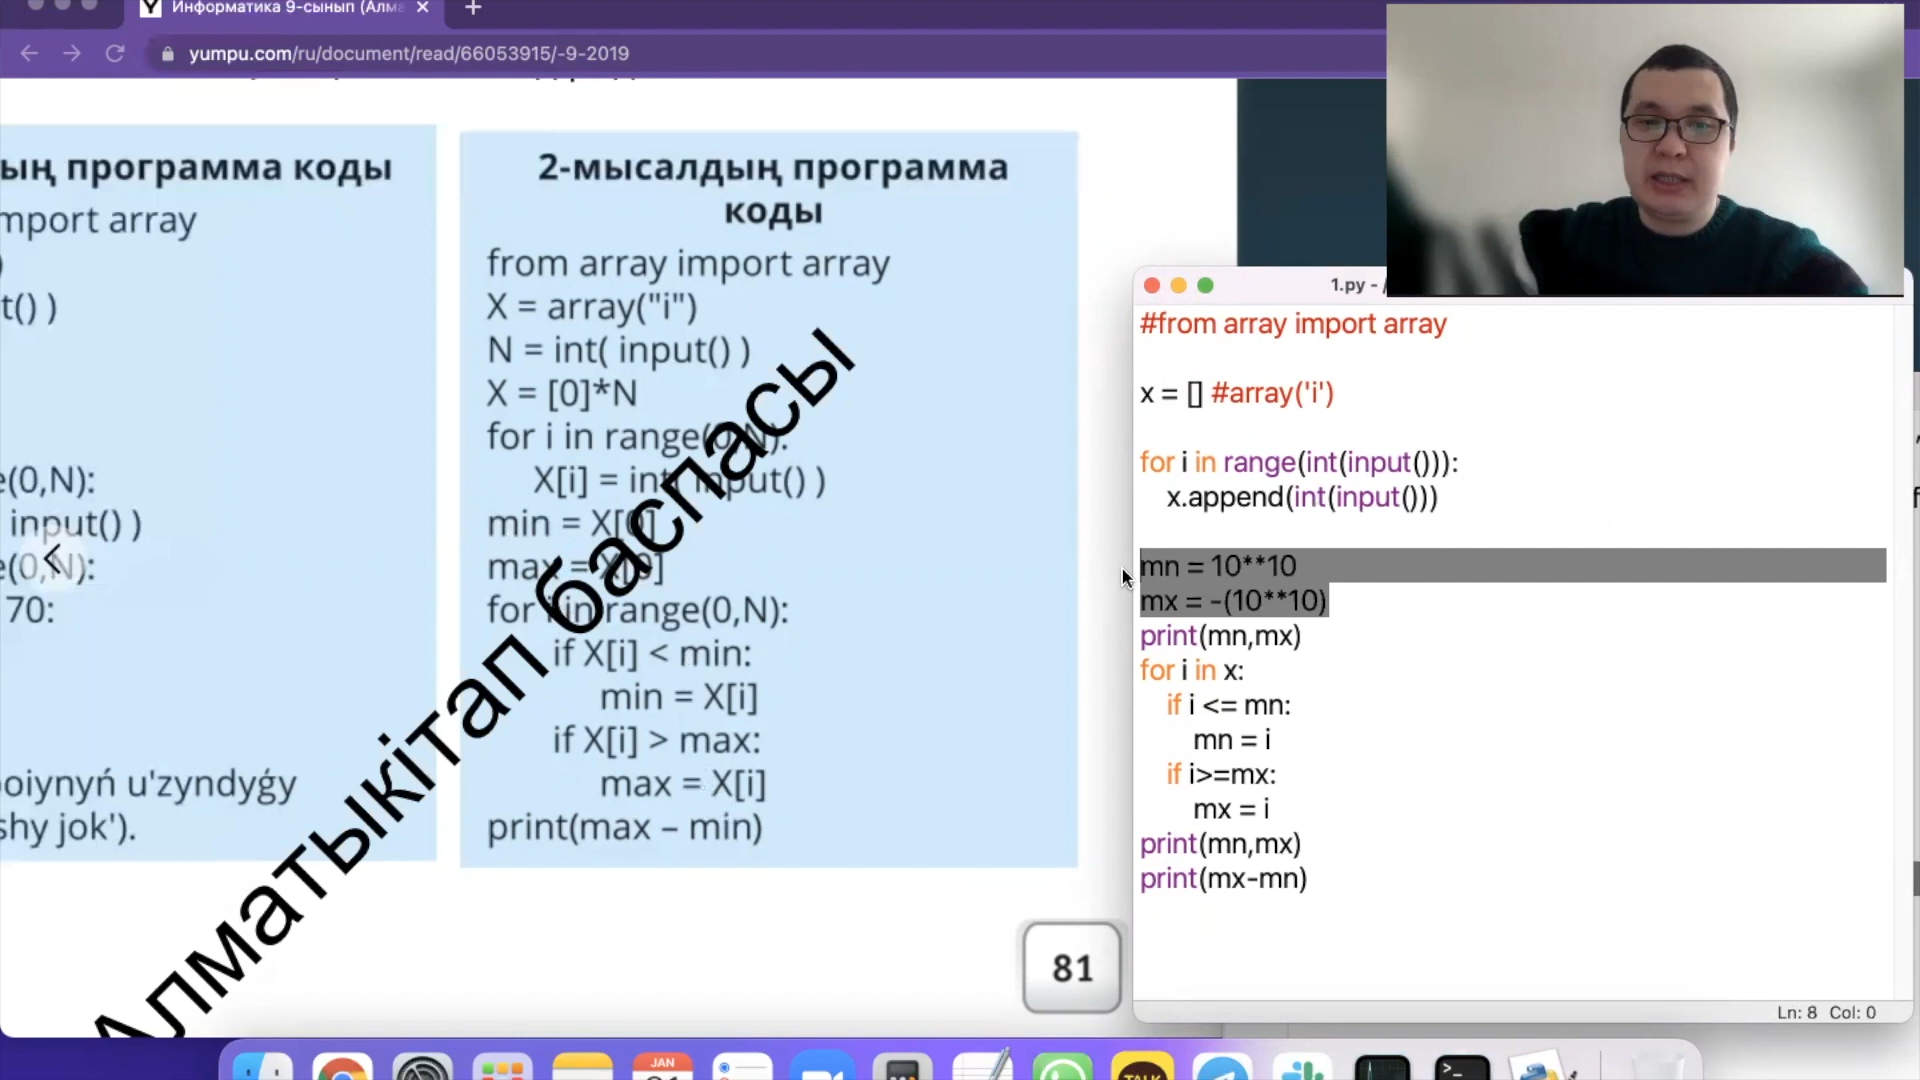 Информатика 9-сынып (Алма
yumpu.com/ru/document/read/66053915/-9-2019
ың программа коды
mport array
)
t() )
e(0,N):
input() )
e(0,N):
70:
boiynyń u'zyndyǵy
shy jok').
2-мысалдың программа
коды
from array import array
X = array("i")
N = int( input() )
X = [0]*N
for i in range(0,N):
X[i] = int( input() )
min = X[0]
max = X[0]
for i in range(0,N):
if X[i] < min:
min = X[i]
if X[i] > max:
max = X[i]
print(max – min)
Алматыкітап баспасы
81
1.py - /
#from array import array
x = [] #array('i')
for i in range(int(input())):
x.append(int(input()))
mn = 10**10
mx = -(10**10)
print(mn,mx)
for i in x:
if i <= mn:
mn = i
if i>=mx:
mx = i
print(mn,mx)
print(mx-mn)
Ln: 8 Col: 0
JAN
TALK